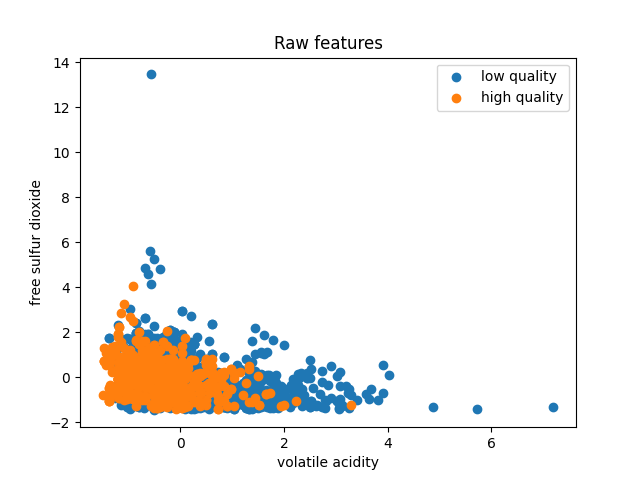 Raw features
low quality
high quality
14
12
10
8
6
4
2
0
−2
free sulfur dioxide
0
2
4
6
volatile acidity